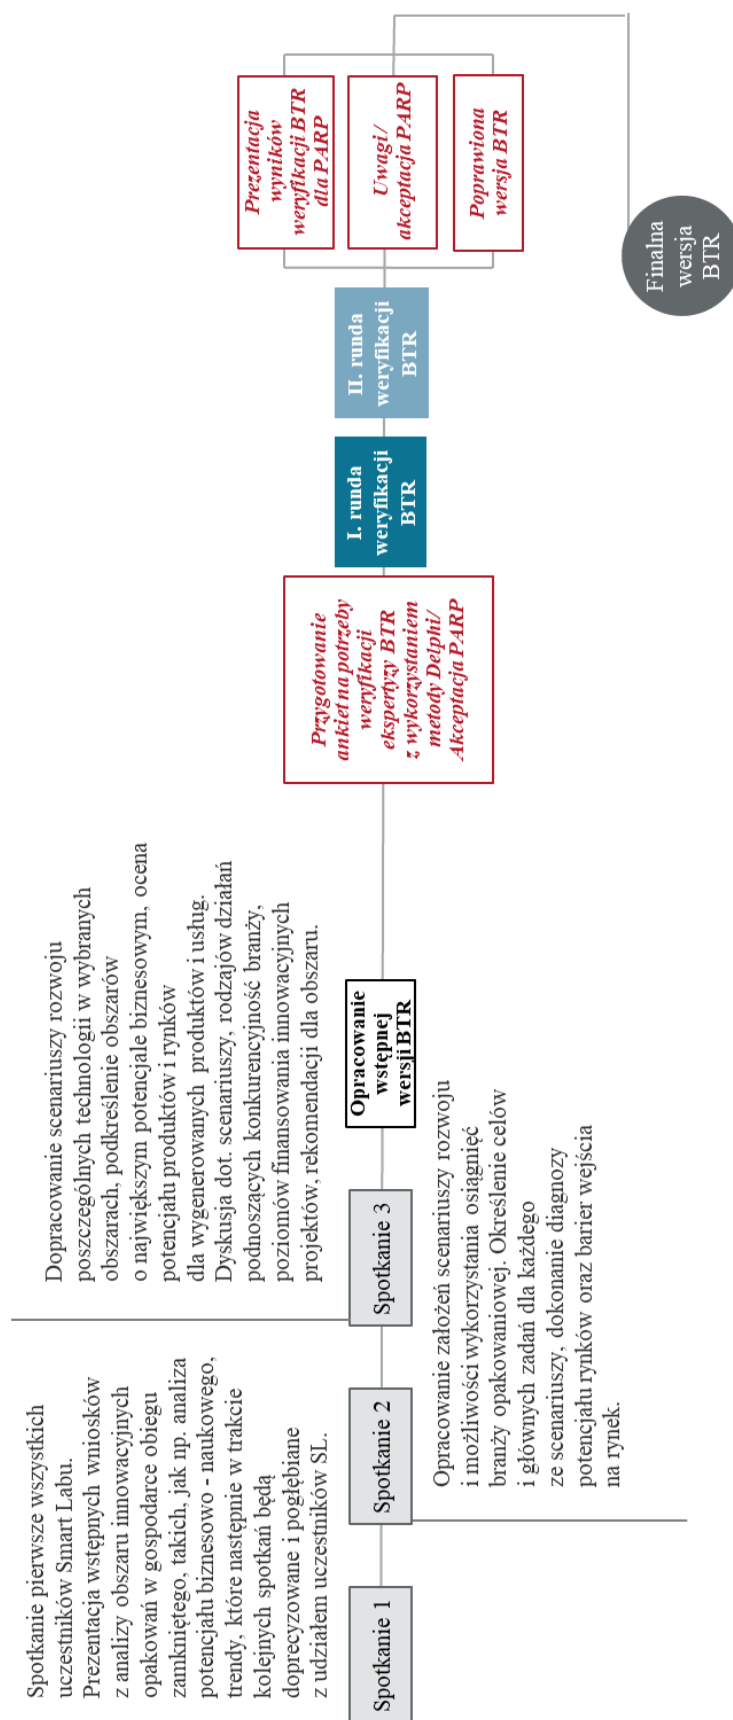 Spotkanie pierwsze wszystkich
uczestników Smart Labu.
Prezentacja wstępnych wniosków
z analizy obszaru innowacyjnych
opakowań w gospodarce obiegu
zamkniętego, takich, jak np. analiza
potencjału biznesowo - naukowego,
trendy, które następnie w trakcie
kolejnych spotkań będą
doprecyzowane i pogłębiane
z udziałem uczestników SL.
Spotkanie 1
Spotkanie 2
Opracowanie założeń scenariuszy rozwoju
i możliwości wykorzystania osiągnięć
branży opakowaniowej. Określenie celów
i głównych zadań dla każdego
ze scenariuszy, dokonanie diagnozy
potencjału rynków oraz barier wejścia
na rynek.
Spotkanie 3
Dopracowanie scenariuszy rozwoju
poszczególnych technologii w wybranych
obszarach, podkreślenie obszarów
o największym potencjale biznesowym, ocena
potencjału produktów i rynków
dla wygenerowanych produktów i usług.
Dyskusja dot. scenariuszy, rodzajów działań
podnoszących konkurencyjność branży,
poziomów finansowania innowacyjnych
projektów, rekomendacji dla obszaru.
Opracowanie
wstępnej
wersji BTR
Przygotowanie
ankiet na potrzeby
weryfikacji
ekspertyzy BTR
z wykorzystaniem
metody Delphi/
Akceptacja PARP
I. runda
weryfikacji
BTR
II. runda
weryfikacji
BTR
Prezentacja
wyników
weryfikacji BTR
dla PARP
Uwagi /
akceptacja PARP
Poprawiona
wersja BTR
Finalna
wersja
BTR